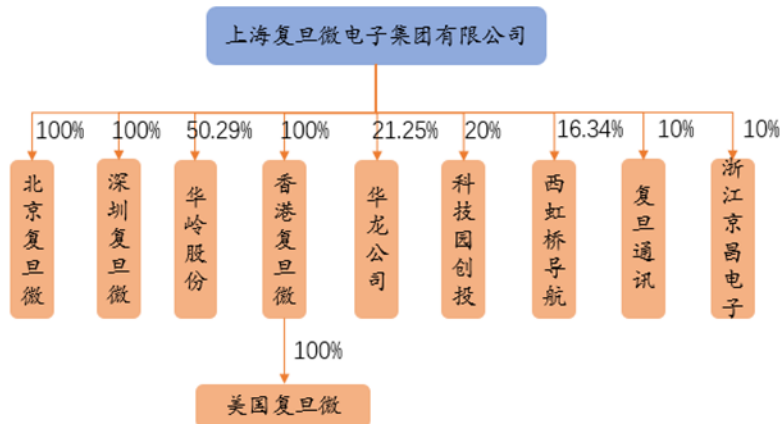 上海复旦微电子集团有限公司
100% 100% 50.29% 100% 21.25% 20% 16.34% 10% 10%
北京复旦微
深圳复旦微
华岭股份
香港复旦微
华龙公司
科技园创投
西虹桥导航
复旦通讯
浙江京昌电子
100%
美国复旦微